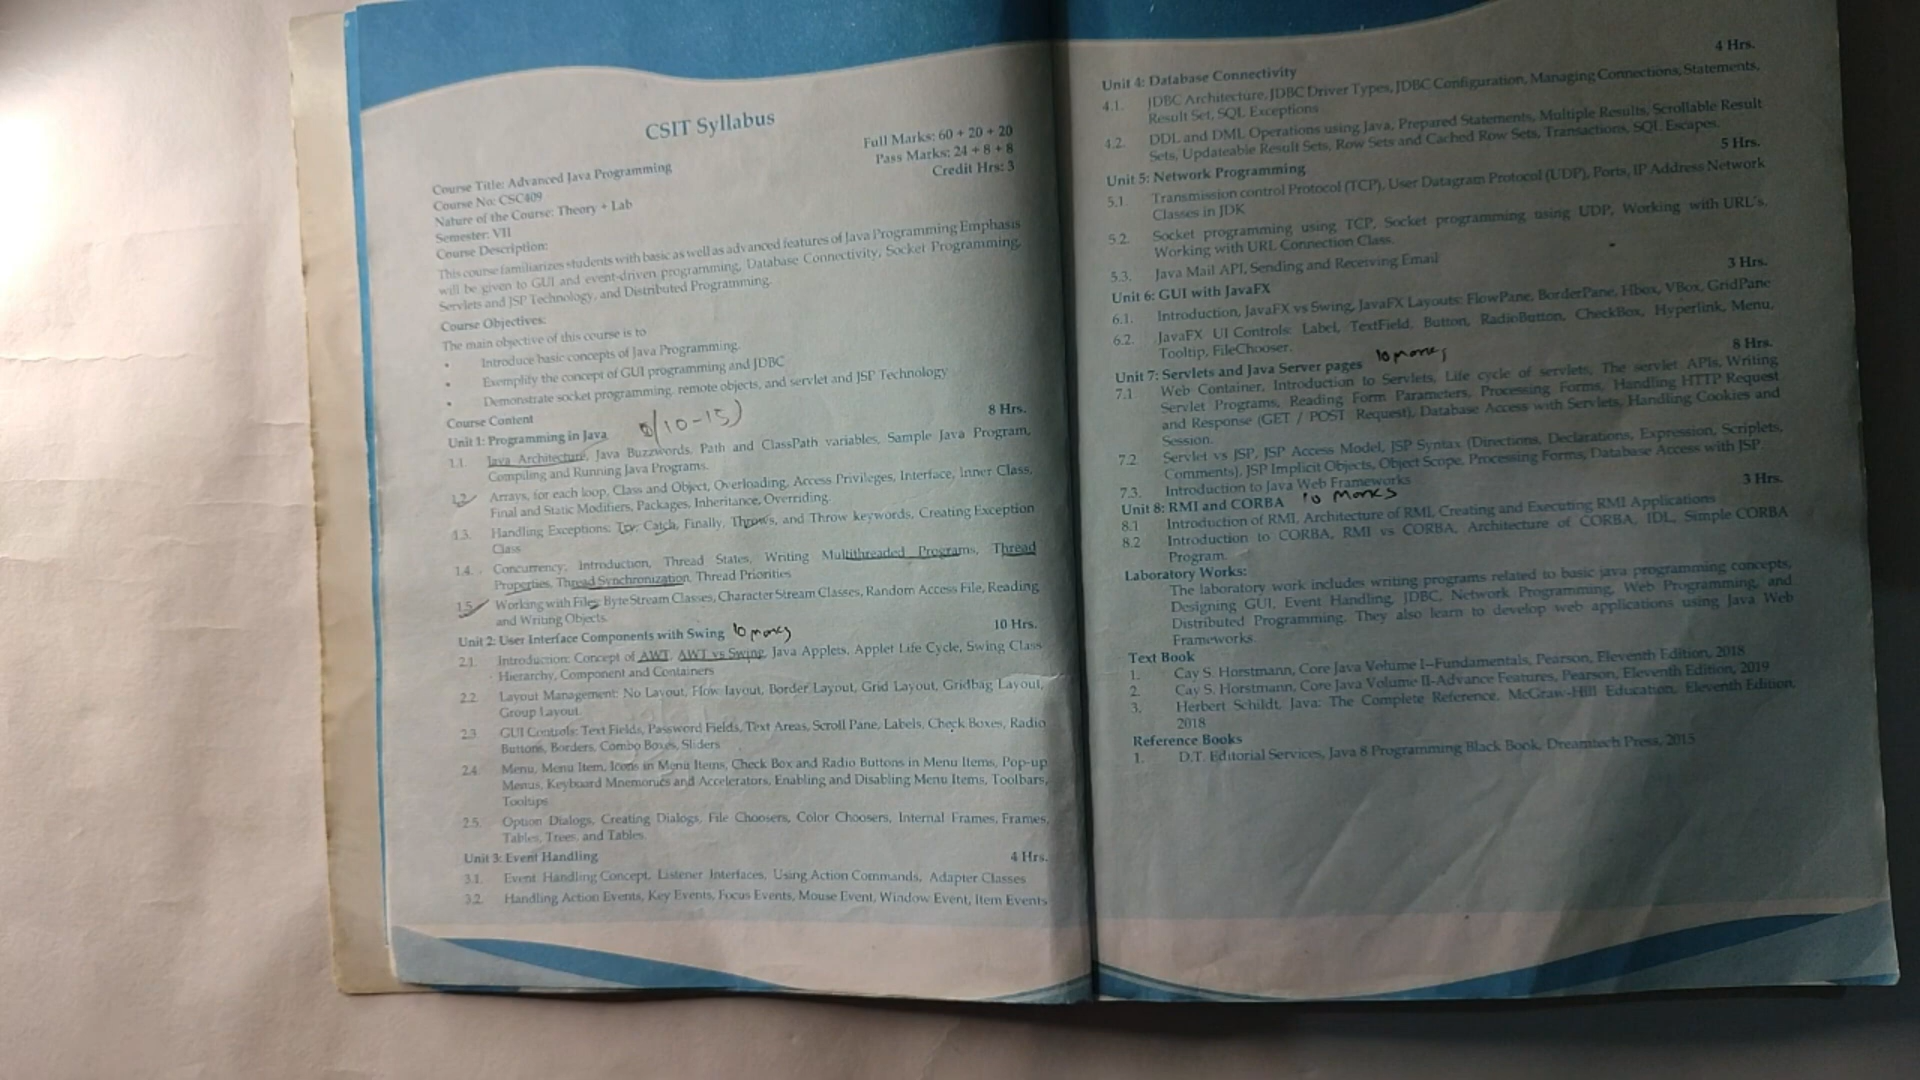 CSIT Syllabus
Full Marks: 60 + 20 + 20
Pass Marks: 24 + 8 + 8
Credit Hrs: 3
Course Title: Advanced Java Programming
Course No: CSC409
Nature of the Course: Theory + Lab
Semester: VII
Course Description:
This course familiarizes students with basic as well as advanced features of Java Programming Emphasis
will be given to GUI and event-driven programming, Database Connectivity, Socket Programming,
Servlets and JSP Technology, and Distributed Programming.
Course Objectives:
The main objective of this course is to
• Introduce basic concepts of Java Programming.
• Exemplify the concept of GUI programming and JDBC
• Demonstrate socket programming, remote objects, and servlet and JSP Technology
Course Content
Unit 1: Programming in Java (10-15) 8 Hrs.
1.1. Java Architecture, Java Buzzwords, Path and ClassPath variables, Sample Java Program,
Compiling and Running Java Programs.
1.2 Arrays, for each loop, Class and Object, Overloading, Access Privileges, Interface, Inner Class,
Final and Static Modifiers, Packages, Inheritance, Overriding.
1.3. Handling Exceptions: Try, Catch, Finally, Throws, and Throw keywords, Creating Exception
Class
1.4. Concurrency: Introduction, Thread States, Writing Multithreaded Programs, Thread
Properties, Thread Synchronization, Thread Priorities
1.5 Working with Files: Byte Stream Classes, Character Stream Classes, Random Access File, Reading
and Writing Objects.
Unit 2: User Interface Components with Swing 10 marks 10 Hrs.
2.1. Introduction: Concept of AWT, AWT vs Swing, Java Applets, Applet Life Cycle, Swing Class
Hierarchy, Component and Containers
2.2. Layout Management: No Layout, Flow layout, Border Layout, Grid Layout, Gridbag Layout,
Group Layout.
2.3 GUI Controls: Text Fields, Password Fields, Text Areas, Scroll Pane, Labels, Check Boxes, Radio
Buttons, Borders, Combo Boxes, Sliders
2.4. Menu, Menu Item, Icons in Menu Items, Check Box and Radio Buttons in Menu Items, Pop-up
Menus, Keyboard Mnemonics and Accelerators, Enabling and Disabling Menu Items, Toolbars,
Tooltips
2.5. Option Dialogs, Creating Dialogs, File Choosers, Color Choosers, Internal Frames, Frames,
Tables, Trees, and Tables.
Unit 3: Event Handling 4 Hrs.
3.1. Event Handling Concept, Listener Interfaces, Using Action Commands, Adapter Classes
3.2. Handling Action Events, Key Events, Focus Events, Mouse Event, Window Event, Item Events
4 Hrs.
Unit 4: Database Connectivity
4.1. JDBC Architecture, JDBC Driver Types, JDBC Configuration, Managing Connections, Statements,
Result Set, SQL Exceptions
4.2. DDL and DML Operations using Java, Prepared Statements, Multiple Results, Scrollable Result
Sets, Updateable Result Sets, Row Sets and Cached Row Sets, Transactions, SQL Escapes.
5 Hrs.
Unit 5: Network Programming
5.1. Transmission control Protocol (TCP), User Datagram Protocol (UDP), Ports, IP Address Network
Classes in JDK
5.2. Socket programming using TCP, Socket programming using UDP, Working with URL's,
Working with URL Connection Class.
5.3. Java Mail API, Sending and Receiving Email
3 Hrs.
Unit 6: GUI with JavaFX
6.1. Introduction, JavaFX vs Swing, JavaFX Layouts: FlowPane, BorderPane, Hbox, VBox, GridPane
6.2. JavaFX UI Controls: Label, TextField, Button, RadioButton, CheckBox, Hyperlink, Menu,
Tooltip, FileChooser.
Unit 7: Servlets and Java Server pages 10 marks 8 Hrs.
7.1 Web Container, Introduction to Servlets, Life cycle of servlets, The servlet APIs, Writing
Servlet Programs, Reading Form Parameters, Processing Forms, Handling HTTP Request
and Response (GET / POST Request), Database Access with Servlets, Handling Cookies and
Session.
7.2 Servlet vs JSP, JSP Access Model, JSP Syntax (Directions, Declarations, Expression, Scriplets,
Comments), JSP Implicit Objects, Object Scope, Processing Forms, Database Access with JSP.
7.3. Introduction to Java Web Frameworks
Unit 8: RMI and CORBA 10 marks 3 Hrs.
8.1 Introduction of RMI, Architecture of RMI, Creating and Executing RMI Applications
8.2 Introduction to CORBA, RMI vs CORBA, Architecture of CORBA, IDL, Simple CORBA
Program.
Laboratory Works:
The laboratory work includes writing programs related to basic java programming concepts,
Designing GUI, Event Handling, JDBC, Network Programming, Web Programming, and
Distributed Programming. They also learn to develop web applications using Java Web
Frameworks.
Text Book
1. Cay S. Horstmann, Core Java Volume I--Fundamentals, Pearson, Eleventh Edition, 2018
2. Cay S. Horstmann, Core Java Volume II-Advance Features, Pearson, Eleventh Edition, 2019
3. Herbert Schildt, Java: The Complete Reference, McGraw-Hill Education, Eleventh Edition,
2018
Reference Books
1. D.T. Editorial Services, Java 8 Programming Black Book, Dreamtech Press, 2015